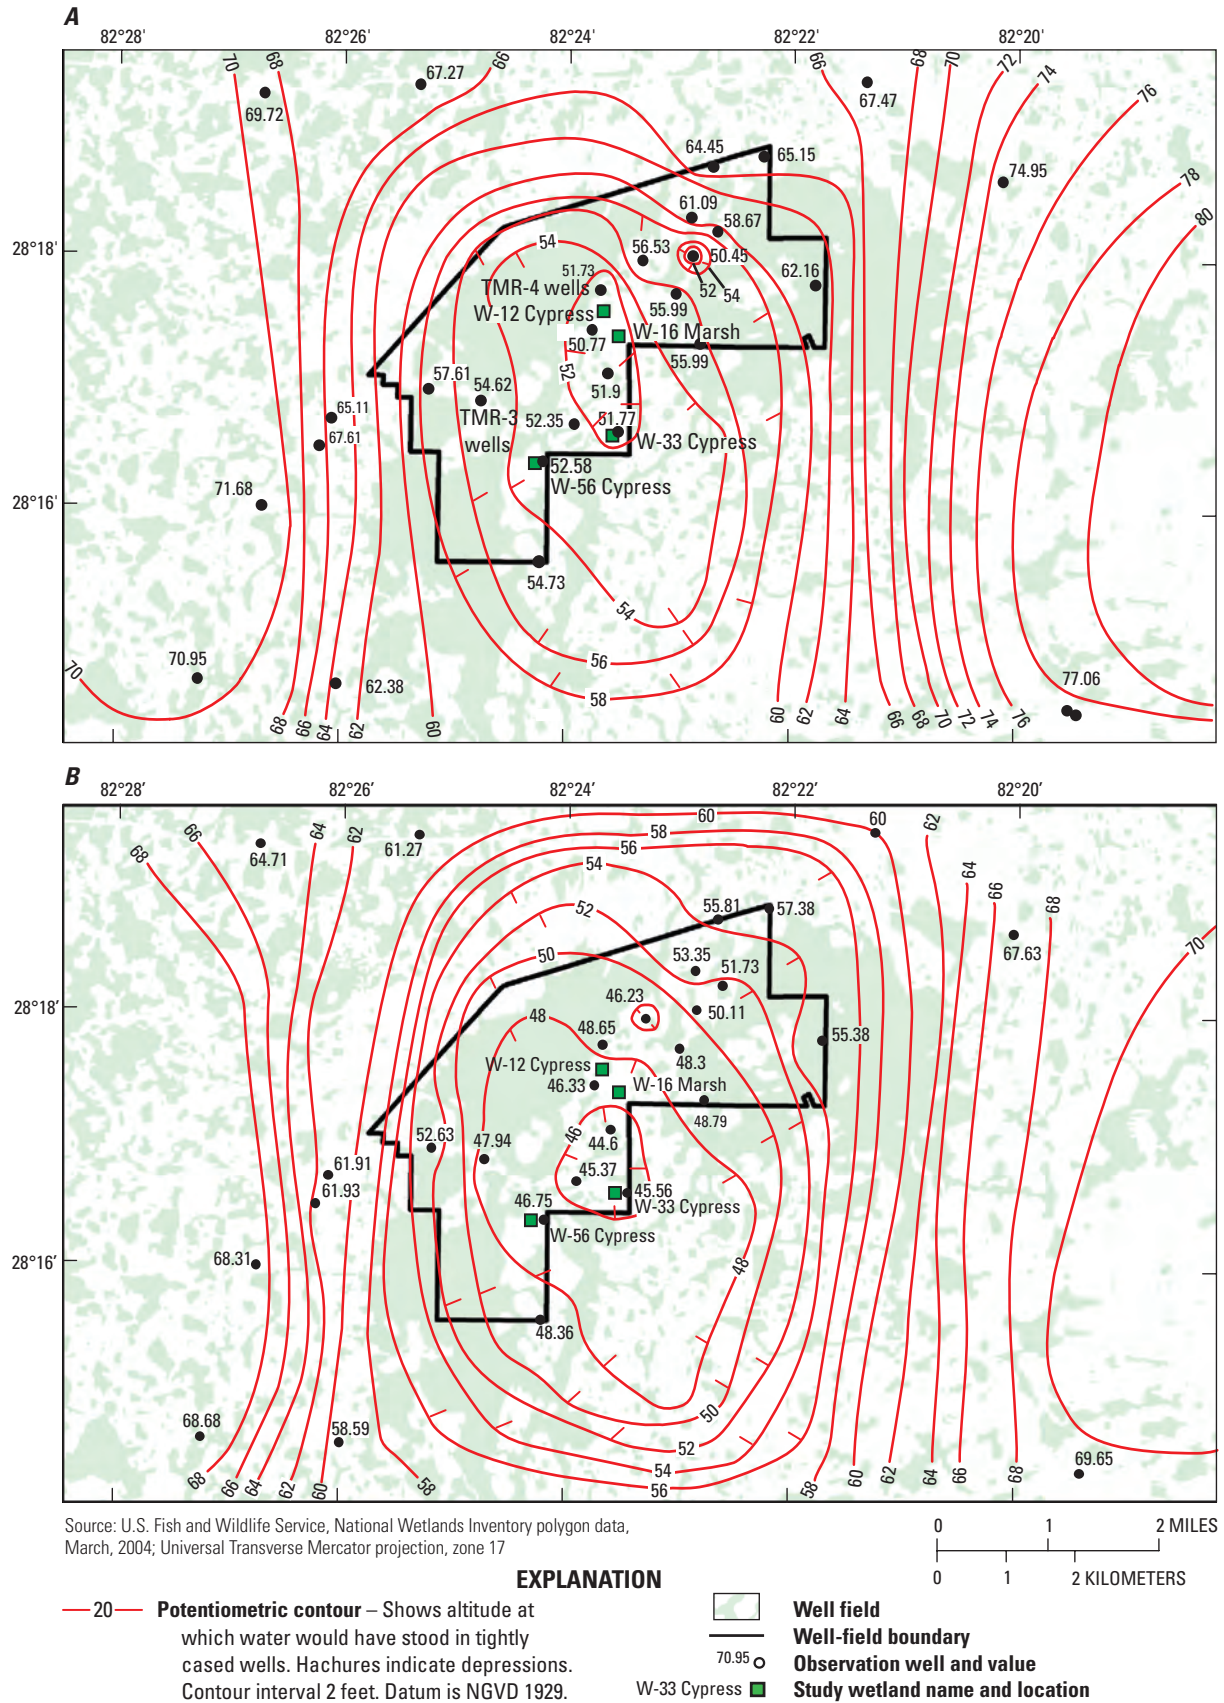 A
82°28' 82°26' 82°24' 82°22' 82°20'
70 68 66 66 68 70 72 74 76
67.27
67.47
69.72
64.45
65.15
74.95
78
80
61.09
58.67
28°18'
54
56.53
50.45
51.73
TMR-4 wells
52 54
62.16
W-12 Cypress
55.99
W-16 Marsh
50.77
55.99
52
57.61
54.62
51.9
65.11
TMR-3
wells
52.35
51.77
67.61
W-33 Cypress
52.58
W-56 Cypress
71.68
28°16'
54.73
54
70
70.95
56
62.38
58
77.06
68 66 64 62 60 60 62 64 66 68 70 72 74 76
B
82°28' 82°26' 82°24' 82°22' 82°20'
68 66 64 62 60 60 62
64.71
61.27
58
56
54
64 66 68
52
55.81
57.38
67.63
70
50
53.35
51.73
28°18'
46.23
50.11
48
48.65
55.38
W-12 Cypress
48.3
46.33
W-16 Marsh
48.79
46
44.6
52.63
47.94
61.91
45.37
61.93
46.75
45.56
W-33 Cypress
W-56 Cypress
68.31
28°16'
48
48.36
50
68.68
58.59
52
54
56
69.65
68 66 64 62 60 58 58 60 62 64 66 68
Source: U.S. Fish and Wildlife Service, National Wetlands Inventory polygon data,
March, 2004; Universal Transverse Mercator projection, zone 17
0 1 2 MILES
0 1 2 KILOMETERS
EXPLANATION
20 Potentiometric contour – Shows altitude at
which water would have stood in tightly
cased wells. Hachures indicate depressions.
Contour interval 2 feet. Datum is NGVD 1929.
Well field
Well-field boundary
70.95 Observation well and value
W-33 Cypress Study wetland name and location